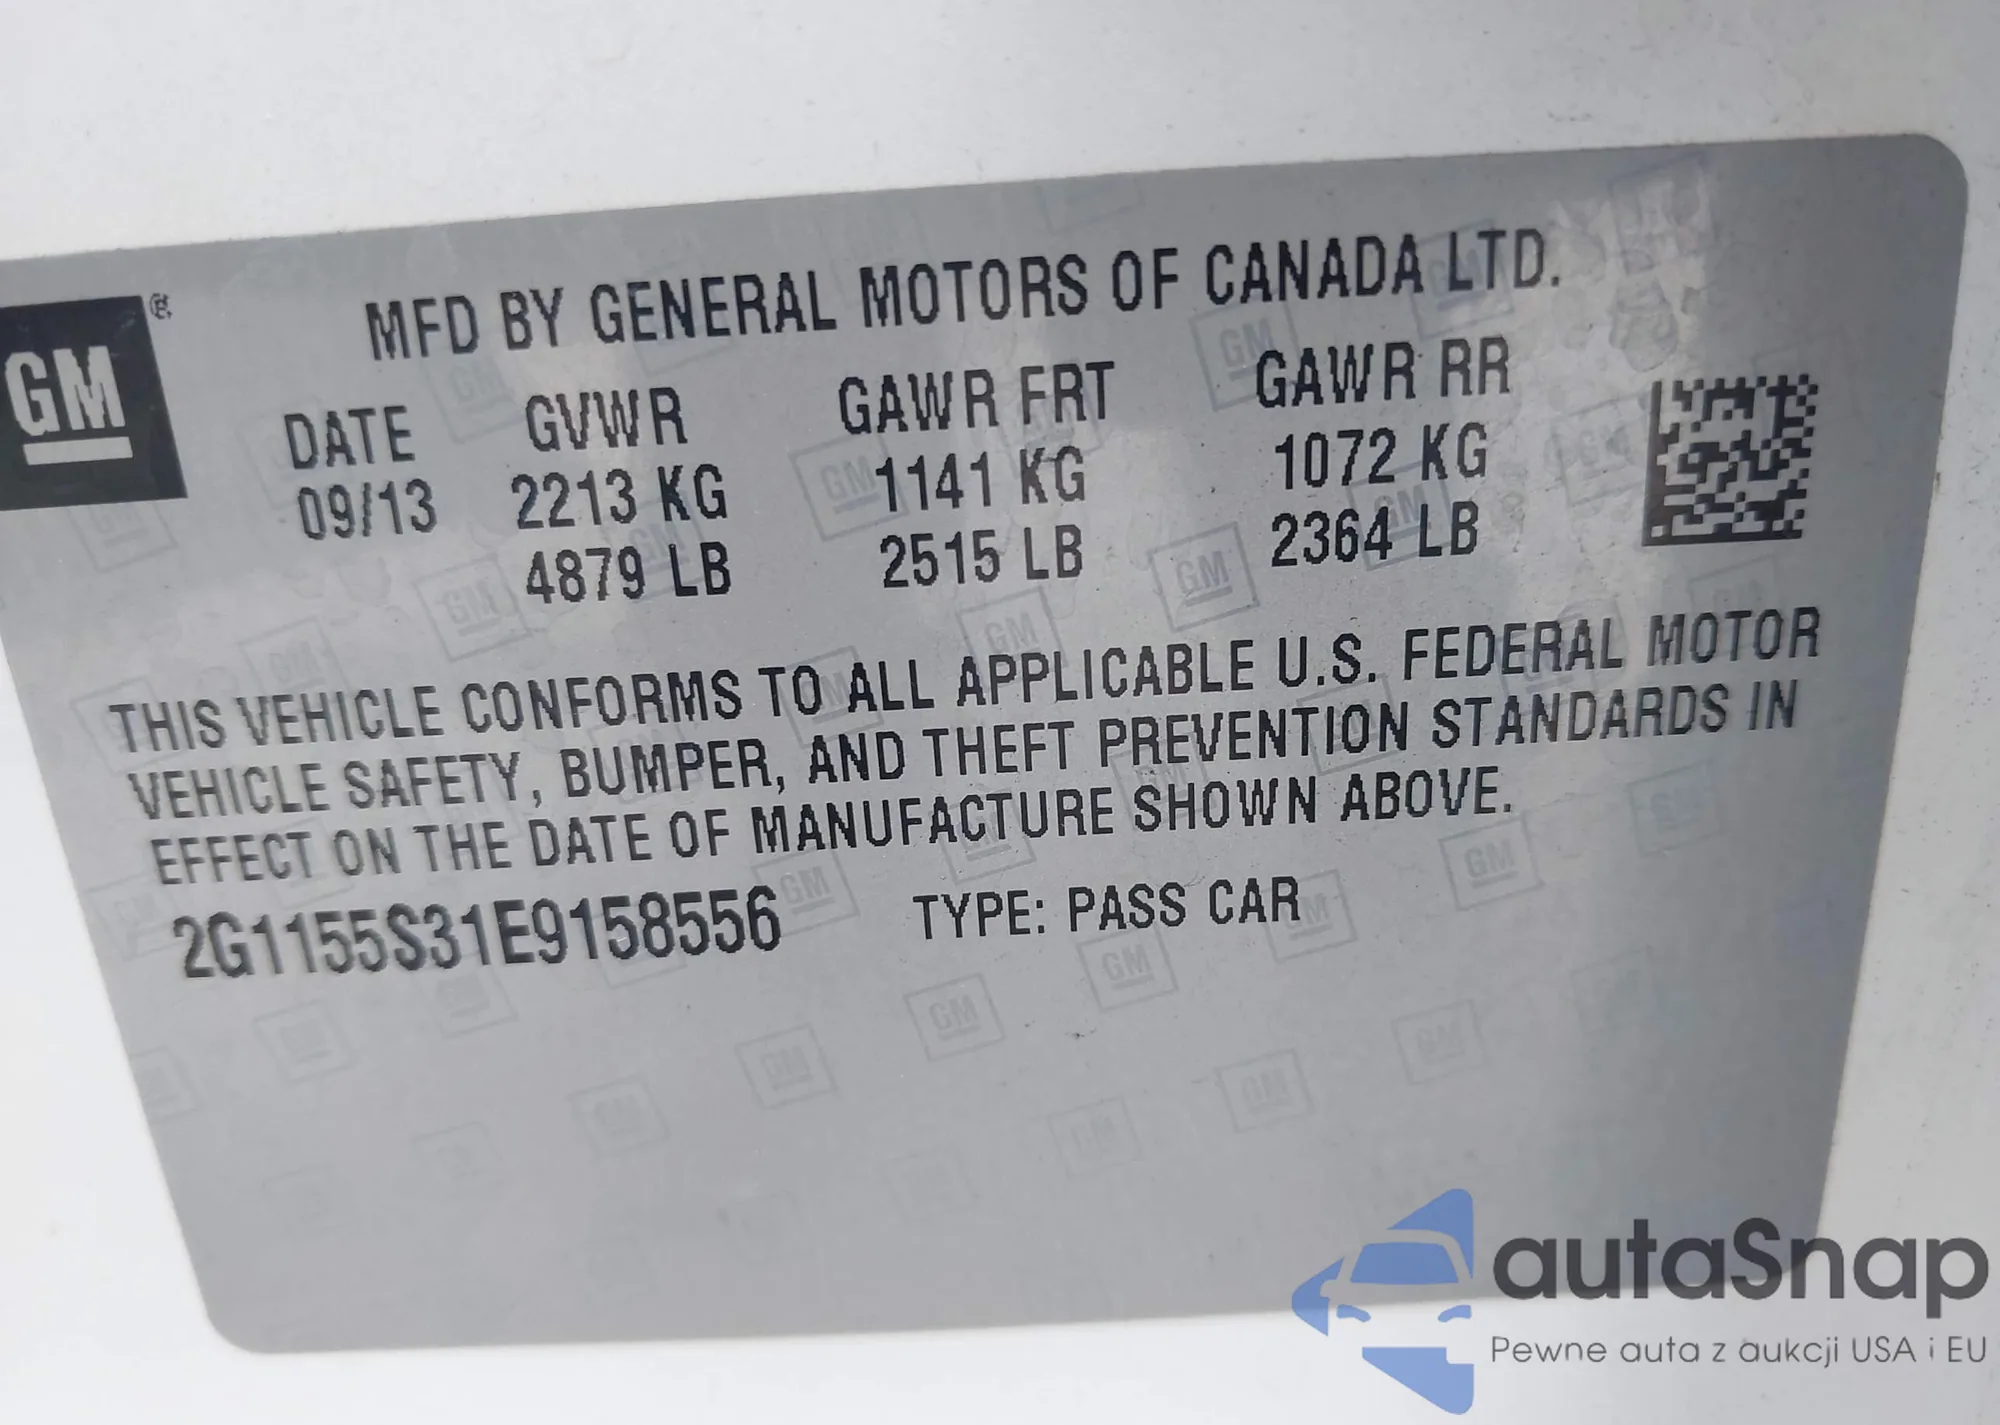 GM®
MFD BY GENERAL MOTORS OF CANADA LTD.
DATE GVWR GAWR FRT GAWR RR
09/13 2213 KG 1141 KG 1072 KG
4879 LB 2515 LB 2364 LB
THIS VEHICLE CONFORMS TO ALL APPLICABLE U.S. FEDERAL MOTOR
VEHICLE SAFETY, BUMPER, AND THEFT PREVENTION STANDARDS IN
EFFECT ON THE DATE OF MANUFACTURE SHOWN ABOVE.
2G1155S31E9158556 TYPE: PASS CAR
autaSnap
Pewne auta z aukcji USA i EU